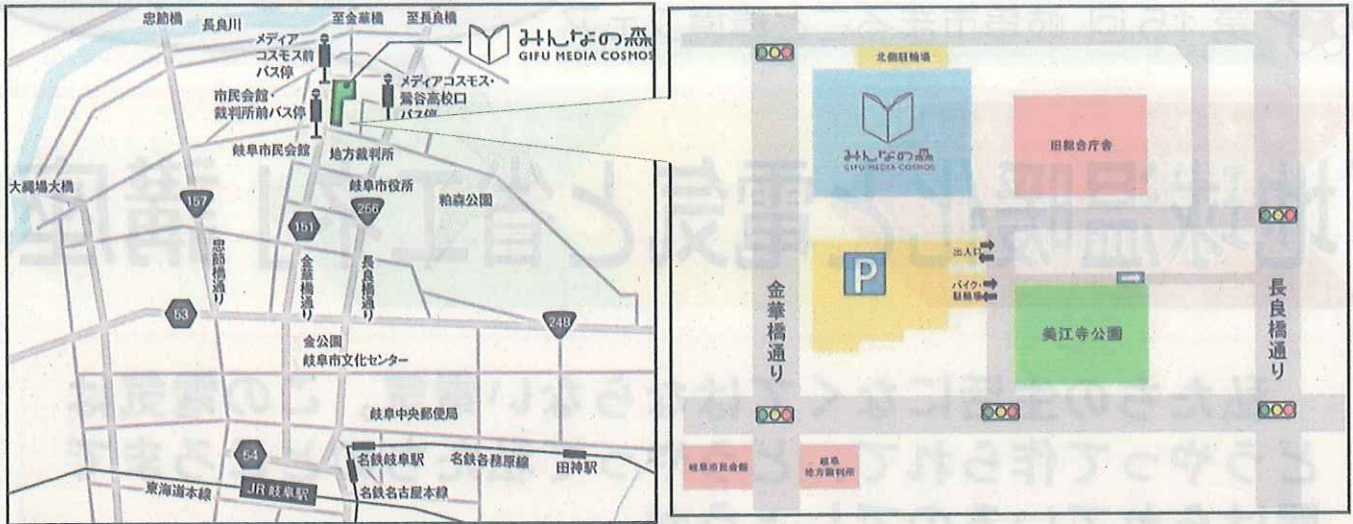 忠節橋
長良川
至金華橋
至長良橋
メディア
コスモス前
バス停
みんなの森
GIFU MEDIA COSMOS
市民会館・
裁判所前バス停
メディアコスモス・
鶯谷高校口
バス停
岐阜市民会館
地方裁判所
大縄場大橋
岐阜市役所
粕森公園
157
151
256
忠節橋通り
金華橋通り
長良橋通り
53
248
金公園
岐阜市文化センター
岐阜中央郵便局
54
名鉄岐阜駅
名鉄各務原線
田神駅
東海道本線
JR 岐阜駅
名鉄名古屋本線
北側駐輪場
みんなの森
GIFU MEDIA COSMOS
旧総合庁舎
P
出入口
バイク・
駐輪場
金華橋通り
美江寺公園
長良橋通り
岐阜市民会館
岐阜
地方裁判所